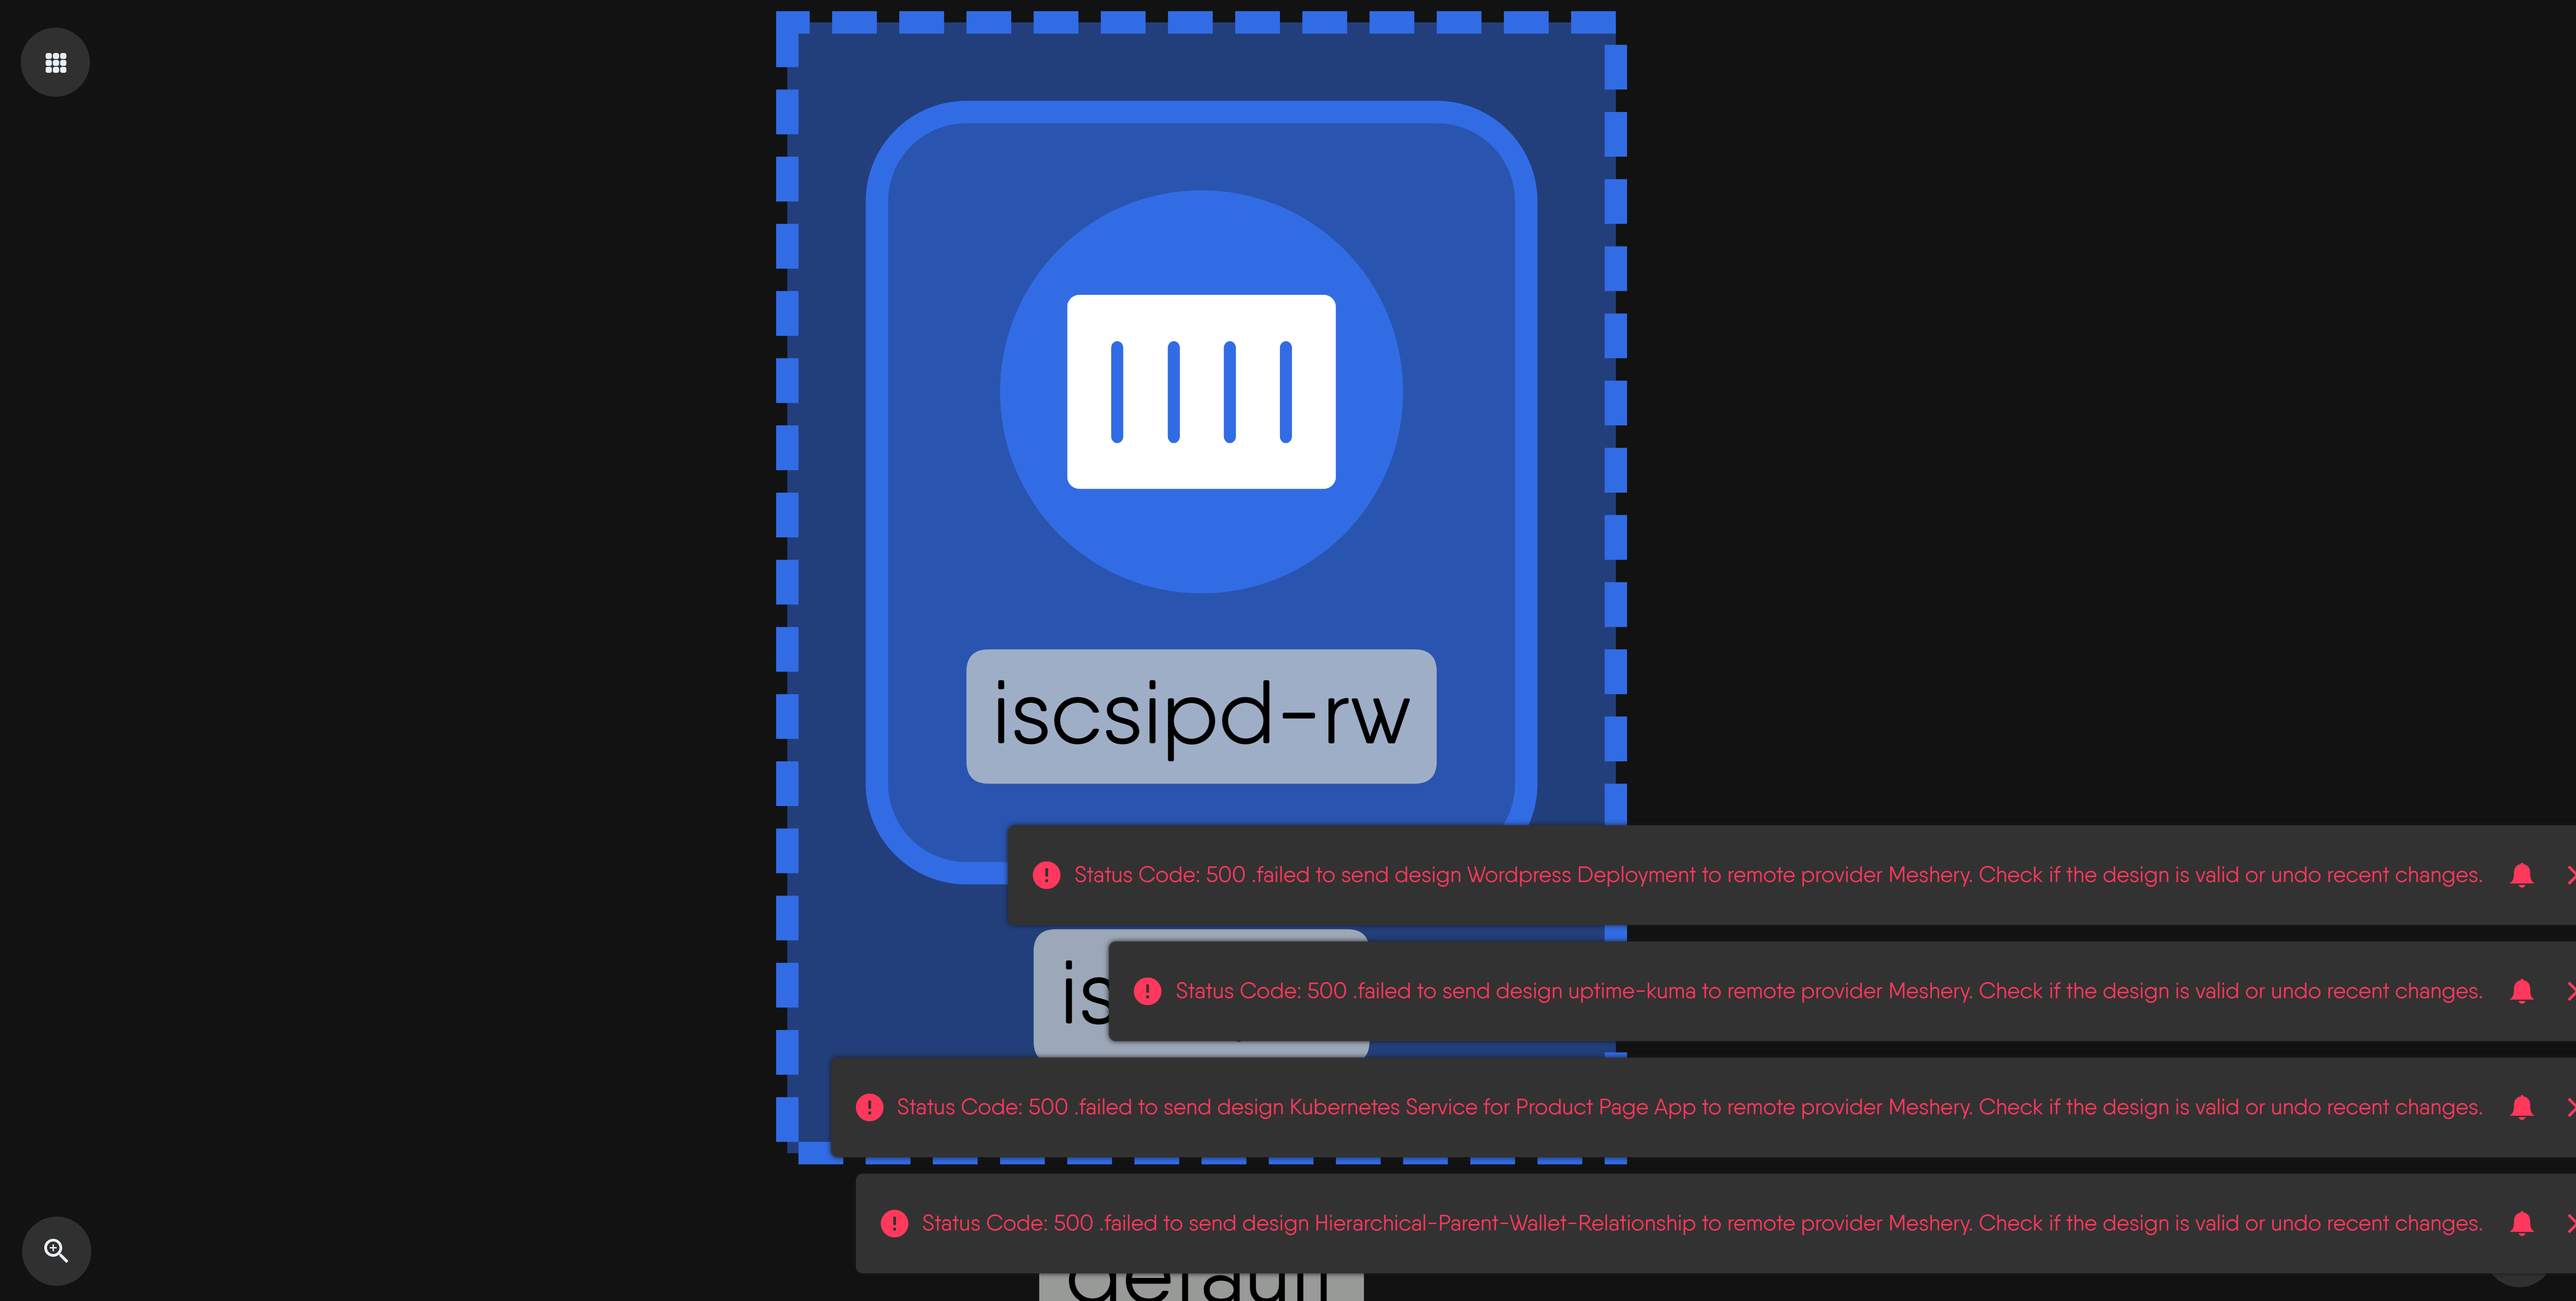 iscsipd-rw
Status Code: 500 .failed to send design Wordpress Deployment to remote provider Meshery. Check if the design is valid or undo recent changes.
Status Code: 500 .failed to send design uptime-kuma to remote provider Meshery. Check if the design is valid or undo recent changes.
Status Code: 500 .failed to send design Kubernetes Service for Product Page App to remote provider Meshery. Check if the design is valid or undo recent changes.
Status Code: 500 .failed to send design Hierarchical-Parent-Wallet-Relationship to remote provider Meshery. Check if the design is valid or undo recent changes.
default